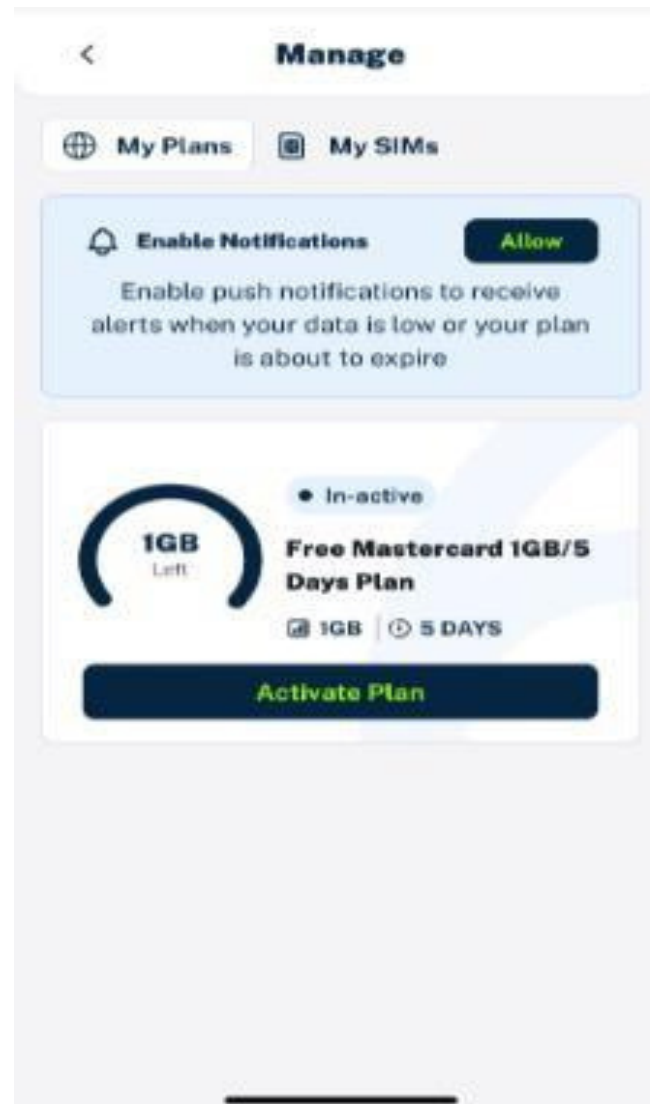 Manage
My Plans My SIMs
Enable Notifications Allow
Enable push notifications to receive
alerts when your data is low or your plan
is about to expire
1GB
Left
In-active
Free Mastercard 1GB/5
Days Plan
1GB 5 DAYS
Activate Plan